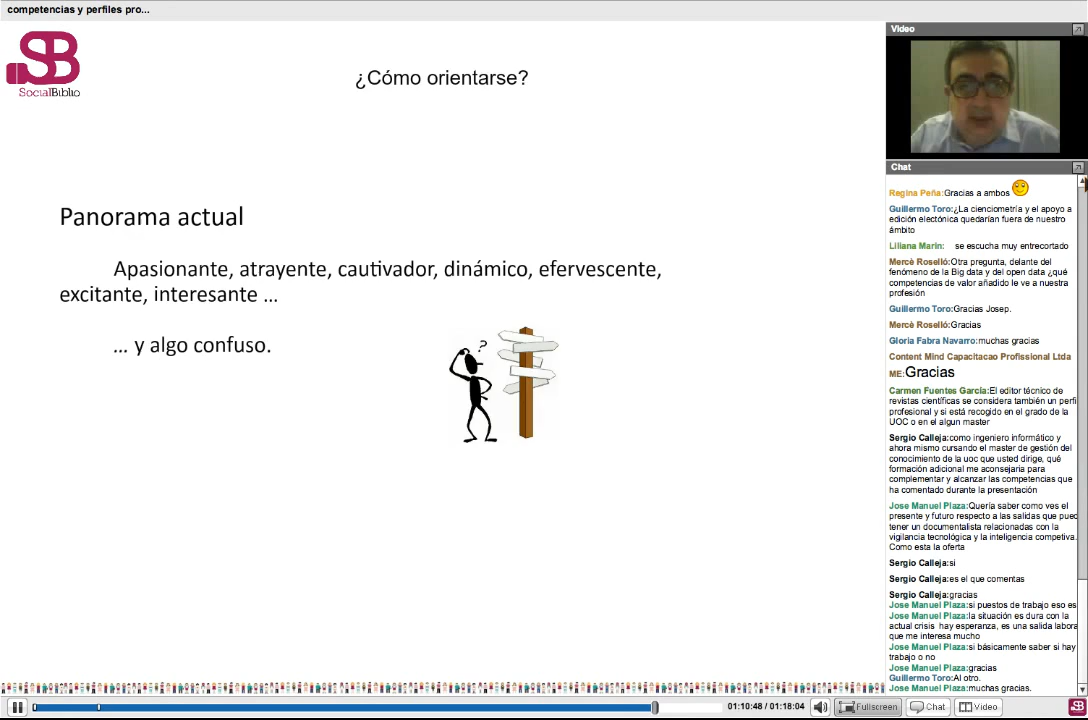 competencias y perfiles pro...
SB
SocialBiblio
¿Cómo orientarse?
Panorama actual
Apasionante, atrayente, cautivador, dinámico, efervescente,
excitante, interesante ...
... y algo confuso.
?
Video
Chat
Regina Peña:Gracias a ambos
Guillermo Toro:¿La cienciometría y el apoyo a
edición electónica quedarían fuera de nuestro
ámbito
Liliana Marin: se escucha muy entrecortado
Mercè Roselló:Otra pregunta, delante del
fenómeno de la Big data y del open data ¿qué
competencias de valor añadido le ve a nuestra
profesión
Guillermo Toro:Gracias Josep.
Mercè Roselló:Gracias
Gloria Fabra Navarro:muchas gracias
Content Mind Capacitacao Profissional Ltda
ME:Gracias
Carmen Fuentes García:El editor técnico de
revistas científicas se considera también un perfi
profesional y si está recogido en el grado de la
UOC o en el algun master
Sergio Calleja:como ingeniero informático y
ahora mismo cursando el master de gestión del
conocimiento de la uoc que usted dirige, qué
formación adicional me aconsejaria para
complementar y alcanzar las competencias que
ha comentado durante la presentación
Jose Manuel Plaza:Quería saber como ves el
presente y futuro respecto a las salidas que pued
tener un documentalista relacionadas con la
vigilancia tecnológica y la inteligencia competiva.
Como esta la oferta
Sergio Calleja:si
Sergio Calleja:es el que comentas
Sergio Calleja:gracias
Jose Manuel Plaza:si puestos de trabajo eso es
Jose Manuel Plaza:la situación es dura con la
actual crisis hay esperanza, es una salida labora
que me interesa mucho
Jose Manuel Plaza:si básicamente saber si hay
trabajo o no
Jose Manuel Plaza:gracias
Guillermo Toro:Al otro.
Jose Manuel Plaza:muchas gracias.
01:10:48 / 01:18:04
Fullscreen
Chat
Video
SB